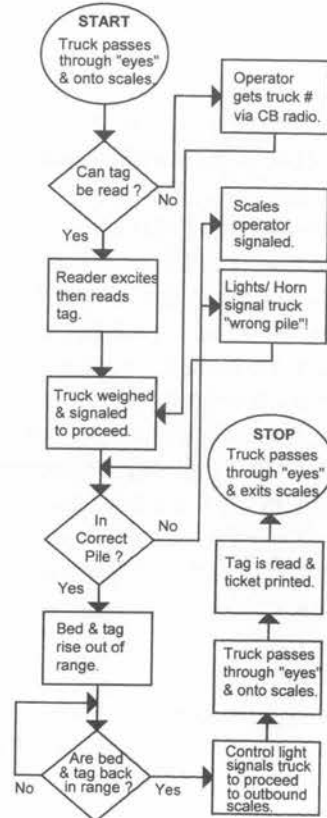 START
Truck passes
through "eyes"
& onto scales
Can tag
be read ?
No
Yes
Operator
gets truck #
via CB radio.
Reader excites
then reads
tag.
Scales
operator
signaled.
Lights/ Horn
signal truck
"wrong pile"!
Truck weighed
& signaled
to proceed.
In
Correct
Pile ?
No
Yes
Bed & tag
rise out of
range.
Are bed
& tag back
in range ?
No
Yes
Control light
signals truck
to proceed
to outbound
scales.
Truck passes
through "eyes"
& onto scales.
Tag is read &
ticket printed.
STOP
Truck passes
through "eyes"
& exits scales